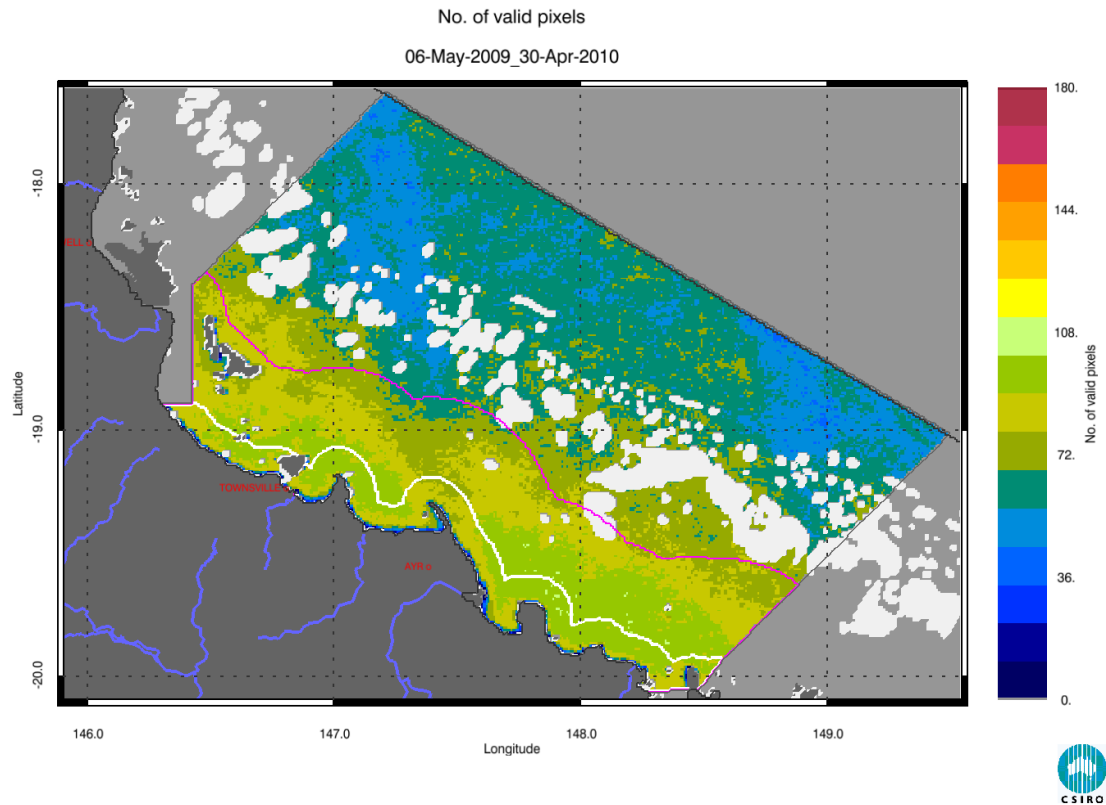 No. of valid pixels
06-May-2009_30-Apr-2010
180.
-18.0
144.
ELL o
108.
Latitude
No. of valid pixels
-19.0
72.
TOWNSVILLE
AYR o
36.
-20.0
0.
146.0 147.0 148.0 149.0
Longitude
CSIRO